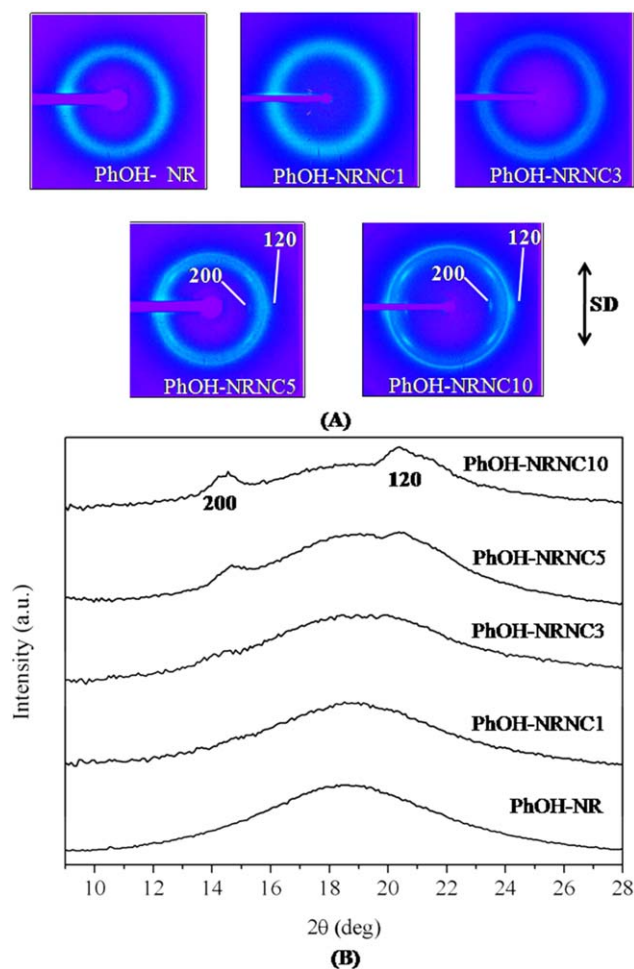 PhOH- NR
PhOH-NRNC1
PhOH-NRNC3
200
120
PhOH-NRNC5
200
120
PhOH-NRNC10
SD
(A)
PhOH-NRNC10
200
120
PhOH-NRNC5
PhOH-NRNC3
PhOH-NRNC1
PhOH-NR
Intensity (a.u.)
10 12 14 16 18 20 22 24 26 28
2θ (deg)
(B)